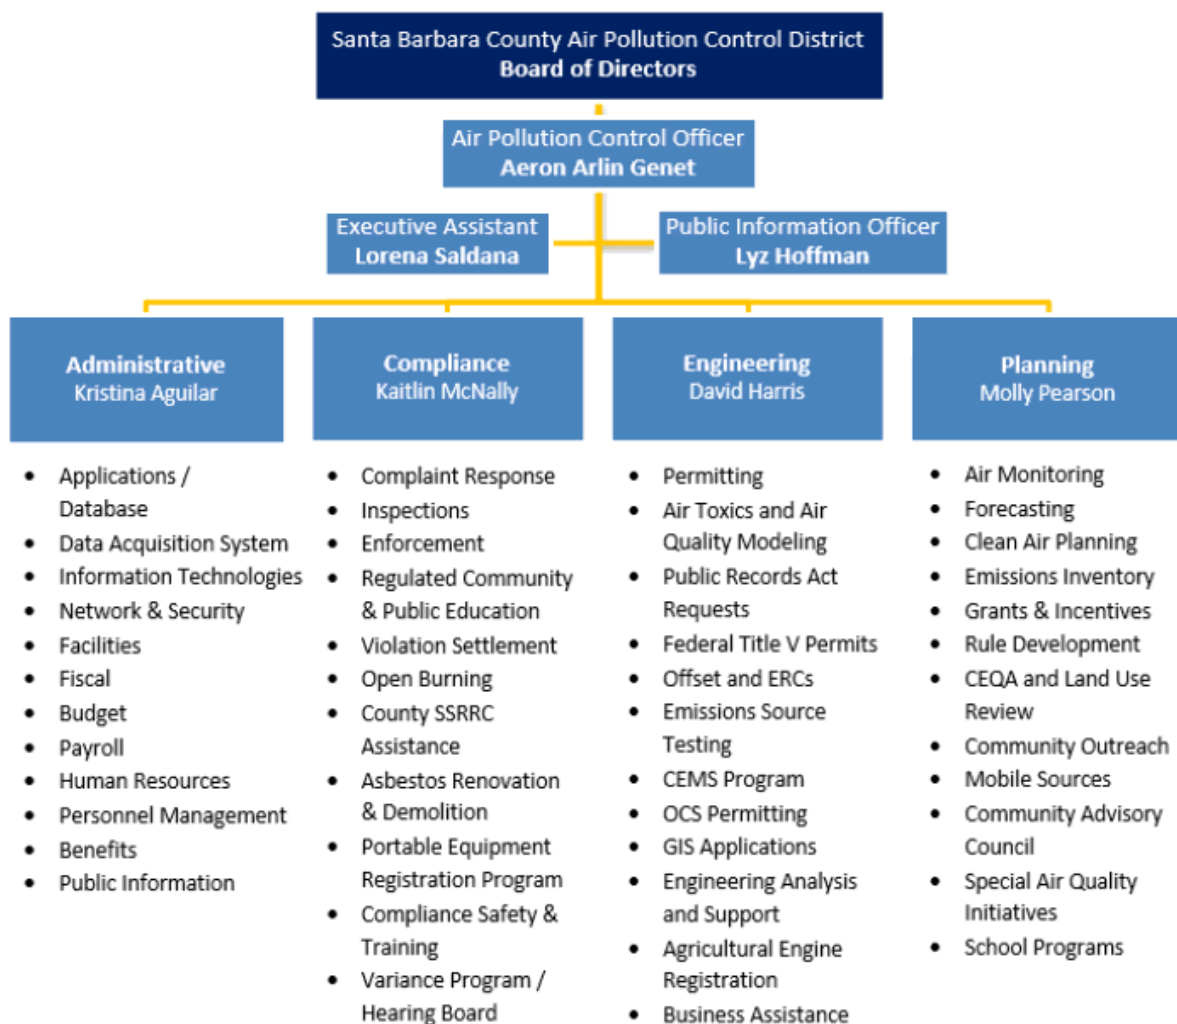 Santa Barbara County Air Pollution Control District
Board of Directors
Air Pollution Control Officer
Aeron Arlin Genet
Executive Assistant
Lorena Saldana
Public Information Officer
Lyz Hoffman
Administrative
Kristina Aguilar
• Applications /
Database
• Data Acquisition System
• Information Technologies
• Network & Security
• Facilities
• Fiscal
• Budget
• Payroll
• Human Resources
• Personnel Management
• Benefits
• Public Information
Compliance
Kaitlin McNally
• Complaint Response
• Inspections
• Enforcement
• Regulated Community
& Public Education
• Violation Settlement
• Open Burning
• County SSRRC
Assistance
• Asbestos Renovation
& Demolition
• Portable Equipment
Registration Program
• Compliance Safety &
Training
• Variance Program /
Hearing Board
Engineering
David Harris
• Permitting
• Air Toxics and Air
Quality Modeling
• Public Records Act
Requests
• Federal Title V Permits
• Offset and ERCs
• Emissions Source
Testing
• CEMS Program
• OCS Permitting
• GIS Applications
• Engineering Analysis
and Support
• Agricultural Engine
Registration
• Business Assistance
Planning
Molly Pearson
• Air Monitoring
• Forecasting
• Clean Air Planning
• Emissions Inventory
• Grants & Incentives
• Rule Development
• CEQA and Land Use
Review
• Community Outreach
• Mobile Sources
• Community Advisory
Council
• Special Air Quality
Initiatives
• School Programs